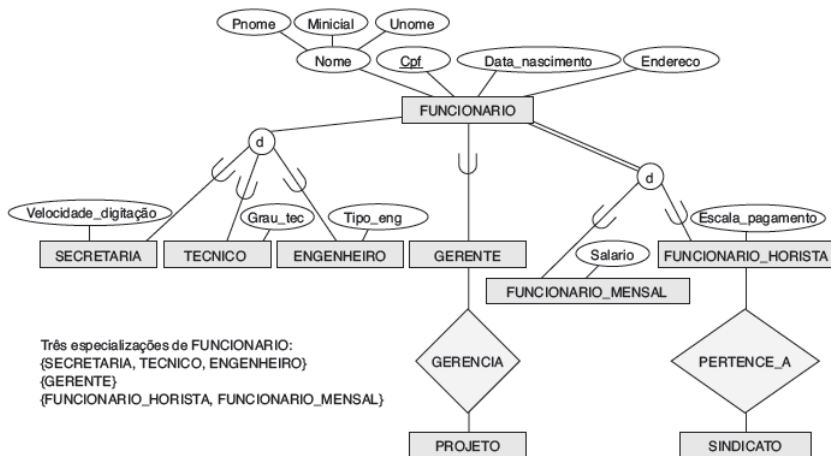 Pnome Minicial Unome
Nome Cpf Data_nascimento Endereco
FUNCIONARIO
d
d
Velocidade_digitação Grau_tec Tipo_eng Escala_pagamento
SECRETARIA TECNICO ENGENHEIRO GERENTE Salario FUNCIONARIO_HORISTA
FUNCIONARIO_MENSAL
Três especializações de FUNCIONARIO:
{SECRETARIA, TECNICO, ENGENHEIRO}
{GERENTE}
{FUNCIONARIO_HORISTA, FUNCIONARIO_MENSAL}
GERENCIA PERTENCE_A
PROJETO SINDICATO